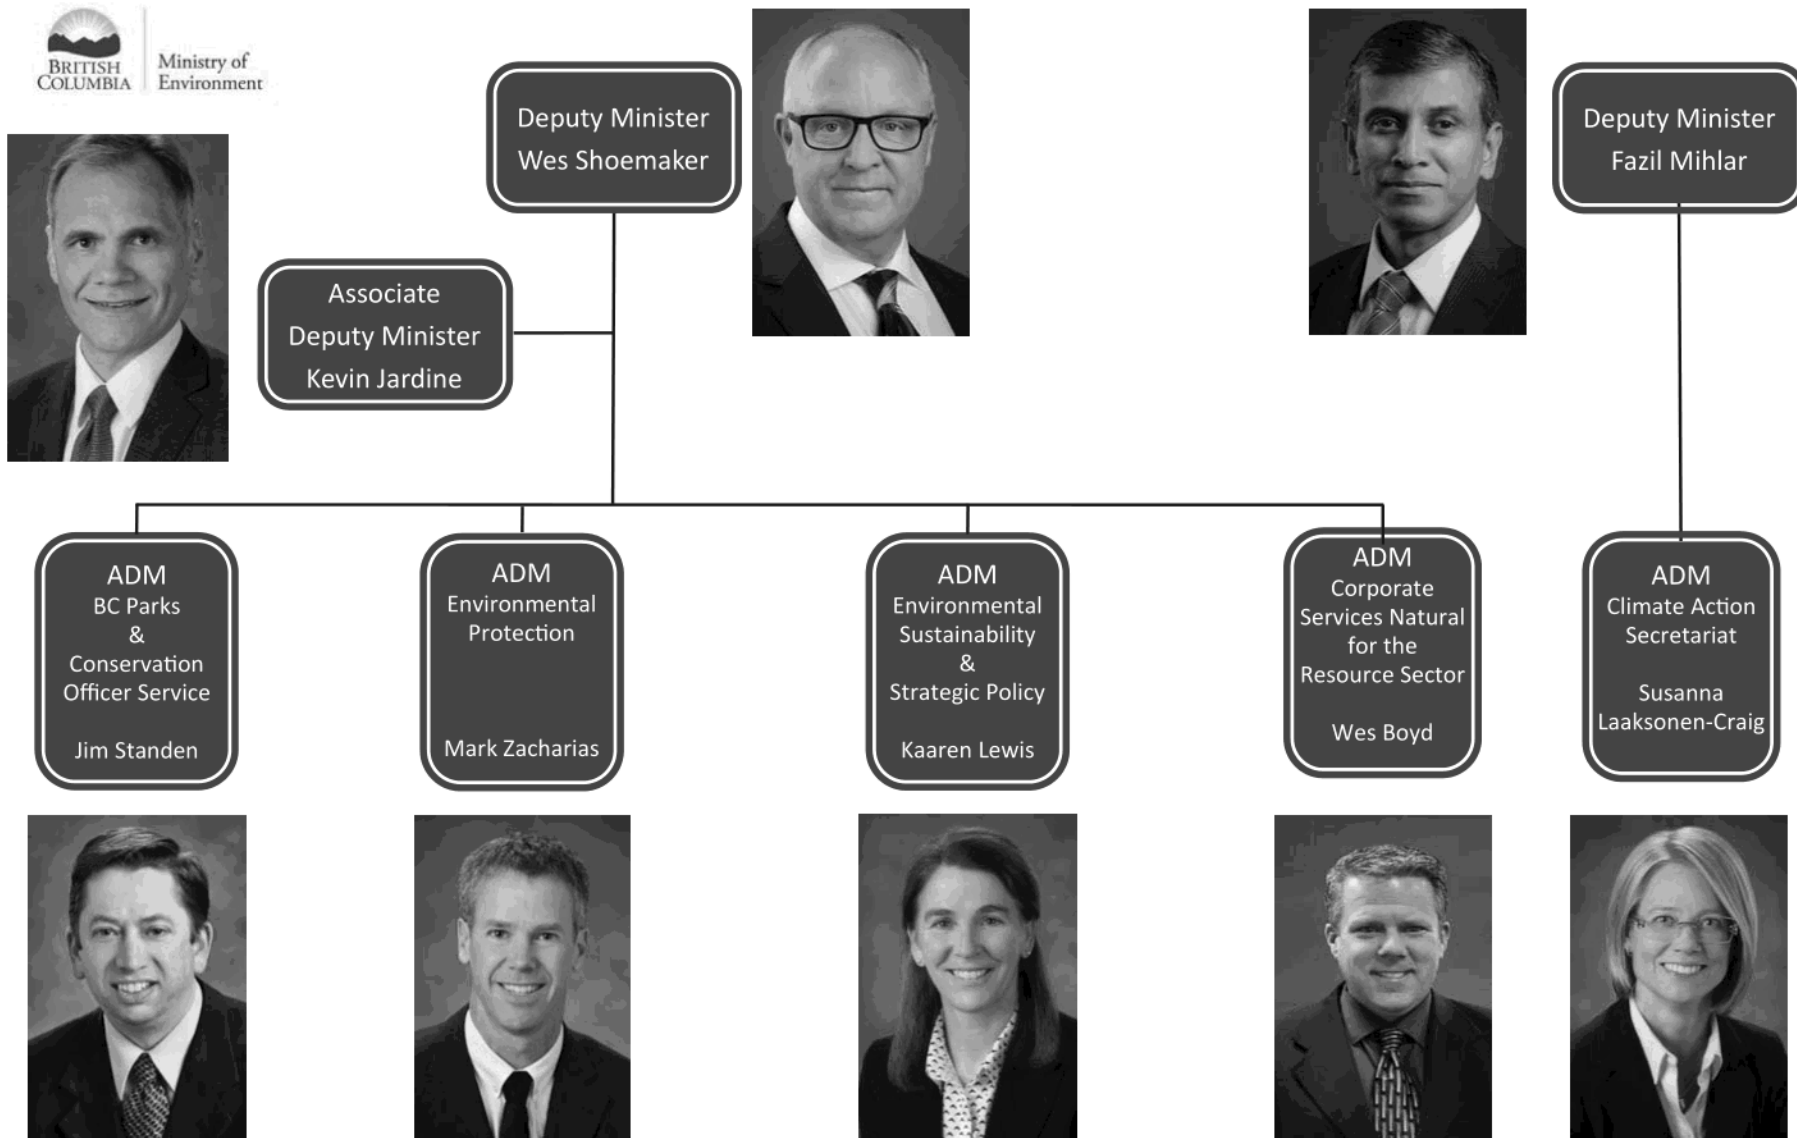 BRITISH
COLUMBIA
Ministry of
Environment
Deputy Minister
Wes Shoemaker
Deputy Minister
Fazil Mihlar
Associate
Deputy Minister
Kevin Jardine
ADM
BC Parks
&
Conservation
Officer Service
Jim Standen
ADM
Environmental
Protection
Mark Zacharias
ADM
Environmental
Sustainability
&
Strategic Policy
Kaaren Lewis
ADM
Corporate
Services Natural
for the
Resource Sector
Wes Boyd
ADM
Climate Action
Secretariat
Susanna
Laaksonen-Craig